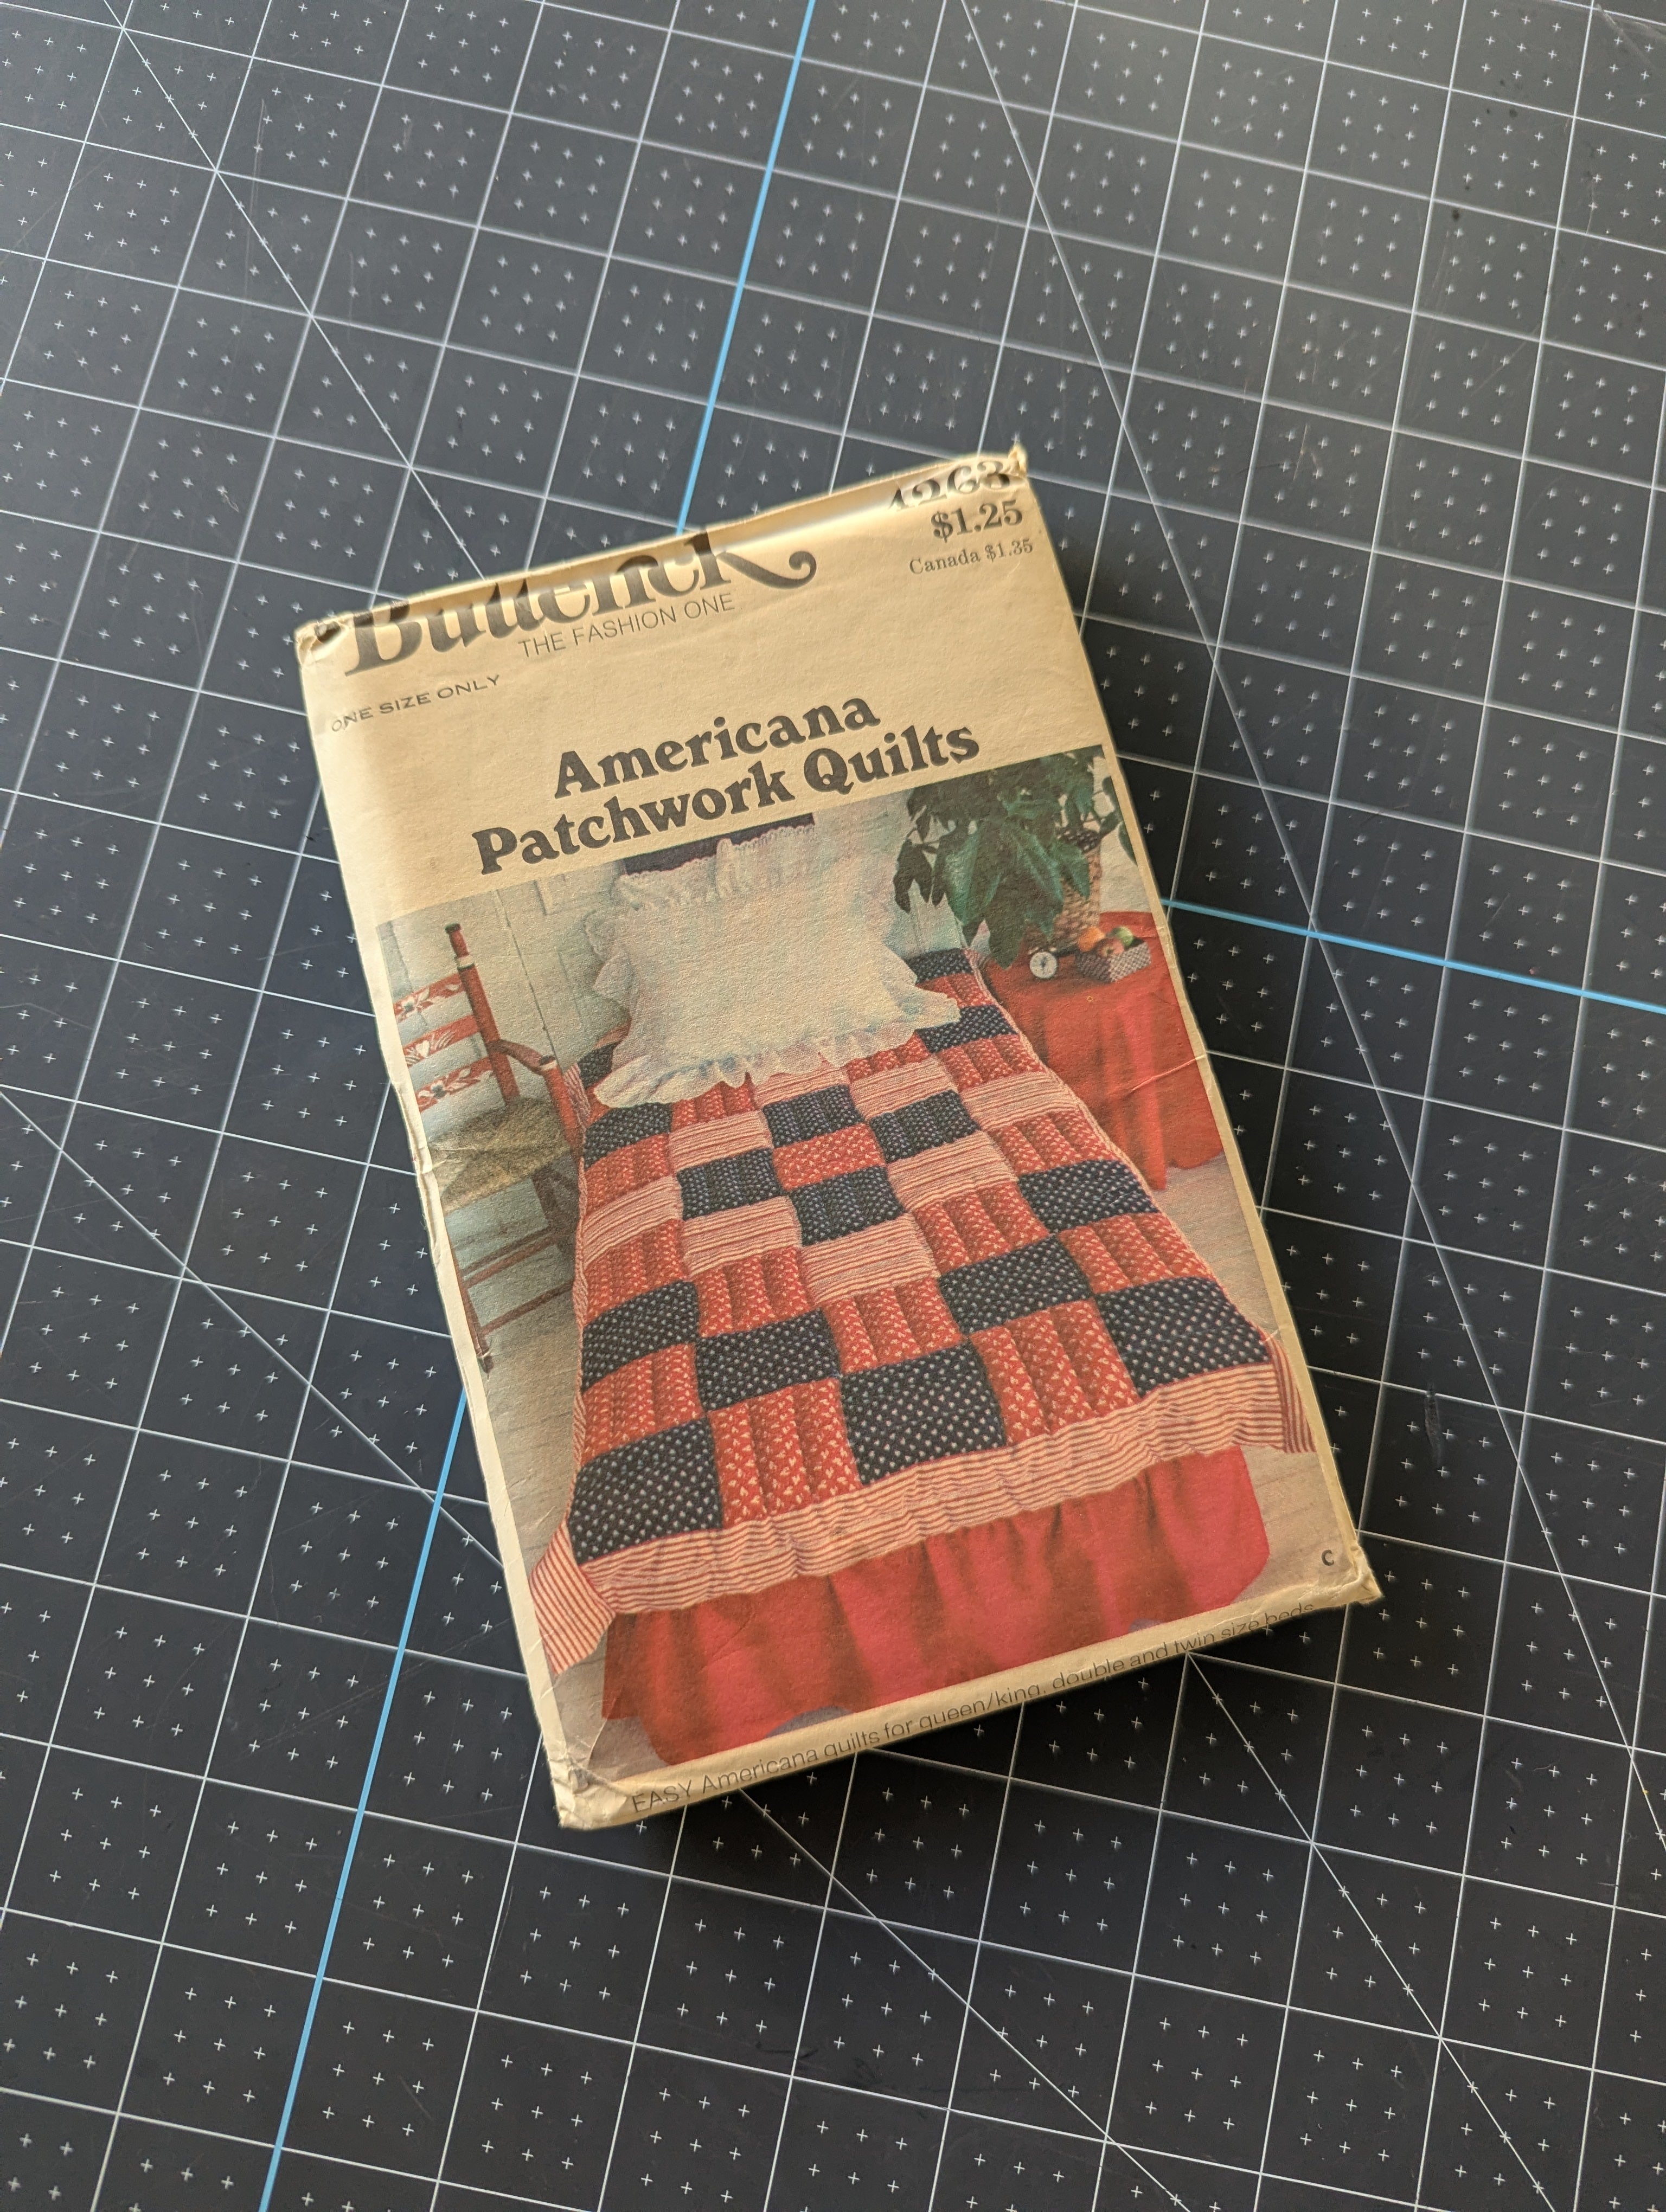 4263
$1.25
Canada $1.35
Butterick
THE FASHION ONE
ONE SIZE ONLY
Americana
Patchwork Quilts
C
EASY Americana quilts for queen/king, double and twin size beds